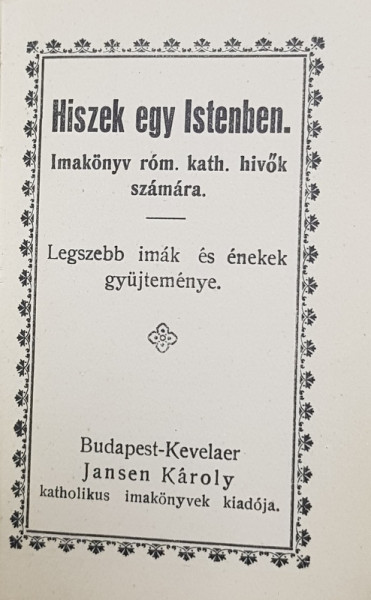 Hiszek egy Istenben.
Imakönyv róm. kath. hivők
számára.
Legszebb imák és énekek
gyüjteménye.
Budapest-Kevelaer
Jansen Károly
katholikus imakönyvek kiadója.